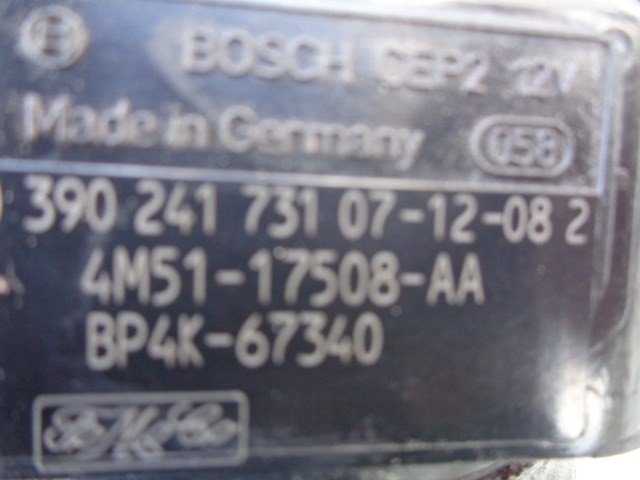 BOSCH CEP2 12V
Made in Germany 058
390 241 731 07-12-08 2
4M51-17508-AA
BP4K-67340
F.M.Co